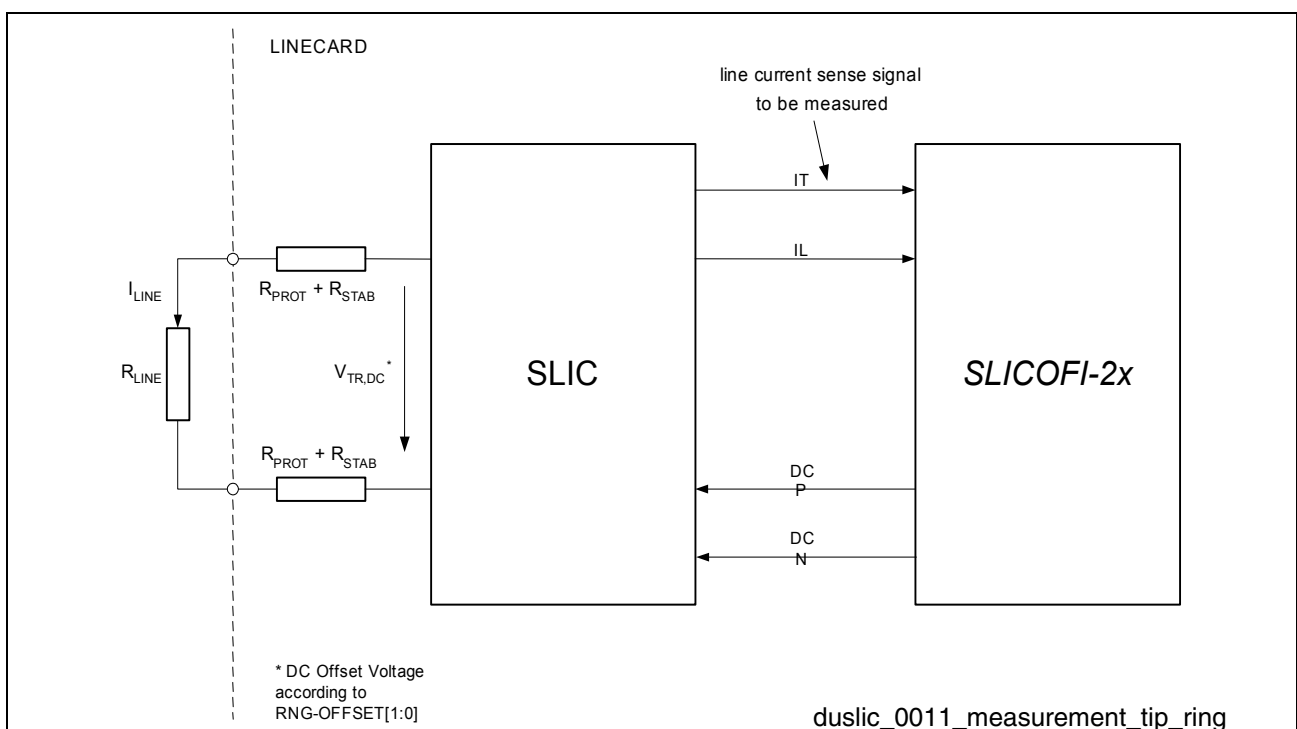 LINECARD
line current sense signal
to be measured
IT
IL
I_LINE
R_PROT + R_STAB
R_LINE
V_TR,DC *
SLIC
SLICOFI-2x
R_PROT + R_STAB
DC
P
DC
N
* DC Offset Voltage
according to
RNG-OFFSET[1:0]
duslic_0011_measurement_tip_ring